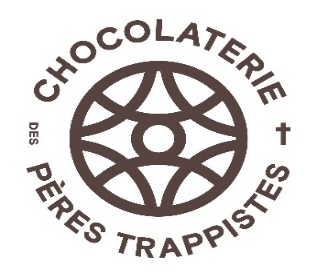 CHOCOLATERIE
DES
PÈRES TRAPPISTES